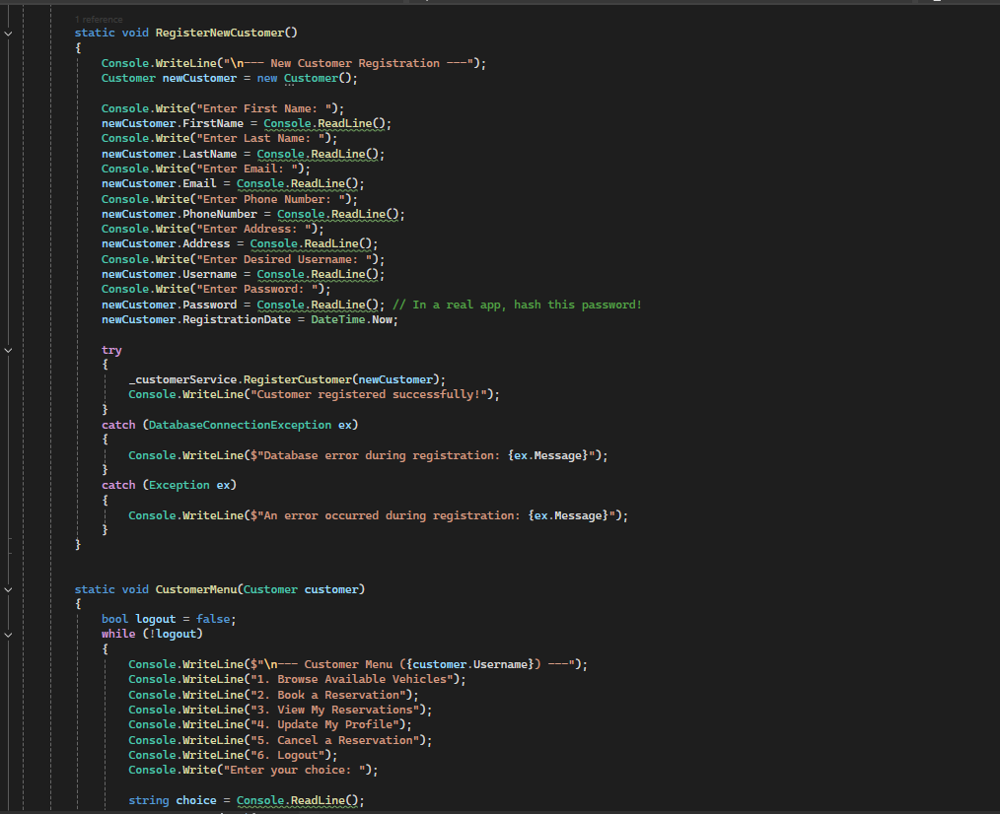 1 reference
static void RegisterNewCustomer()
{
Console.WriteLine("\n--- New Customer Registration ---");
Customer newCustomer = new Customer();
Console.Write("Enter First Name: ");
newCustomer.FirstName = Console.ReadLine();
Console.Write("Enter Last Name: ");
newCustomer.LastName = Console.ReadLine();
Console.Write("Enter Email: ");
newCustomer.Email = Console.ReadLine();
Console.Write("Enter Phone Number: ");
newCustomer.PhoneNumber = Console.ReadLine();
Console.Write("Enter Address: ");
newCustomer.Address = Console.ReadLine();
Console.Write("Enter Desired Username: ");
newCustomer.Username = Console.ReadLine();
Console.Write("Enter Password: ");
newCustomer.Password = Console.ReadLine(); // In a real app, hash this password!
newCustomer.RegistrationDate = DateTime.Now;
try
{
_customerService.RegisterCustomer(newCustomer);
Console.WriteLine("Customer registered successfully!");
}
catch (DatabaseConnectionException ex)
{
Console.WriteLine($"Database error during registration: {ex.Message}");
}
catch (Exception ex)
{
Console.WriteLine($"An error occurred during registration: {ex.Message}");
}
}
static void CustomerMenu(Customer customer)
{
bool logout = false;
while (!logout)
{
Console.WriteLine($"\n--- Customer Menu ({customer.Username}) ---");
Console.WriteLine("1. Browse Available Vehicles");
Console.WriteLine("2. Book a Reservation");
Console.WriteLine("3. View My Reservations");
Console.WriteLine("4. Update My Profile");
Console.WriteLine("5. Cancel a Reservation");
Console.WriteLine("6. Logout");
Console.Write("Enter your choice: ");
string choice = Console.ReadLine();